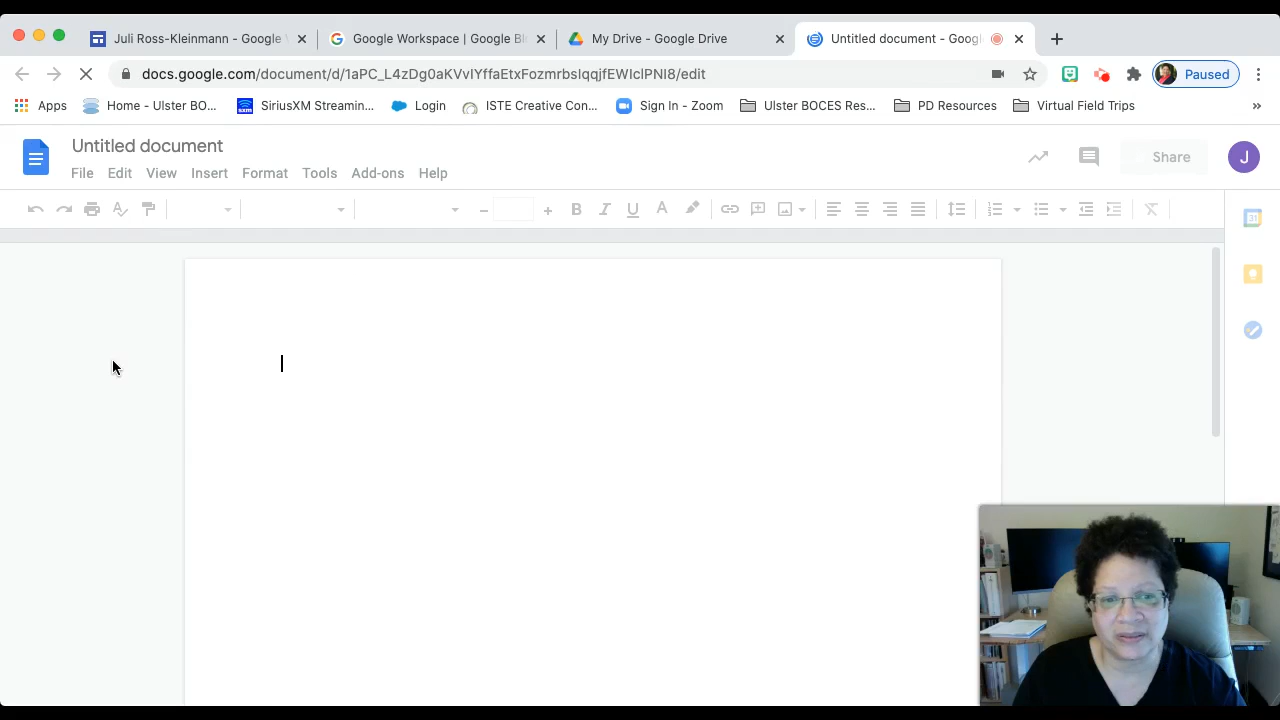 Juli Ross-Kleinmann - Google
Google Workspace | Google Bl
My Drive - Google Drive
Untitled document - Googl
docs.google.com/document/d/1aPC_L4zDg0aKVvIYffaEtxFozmrbsIqqjfEWIclPNI8/edit
Paused
Apps
Home - Ulster BO...
sxm
SiriusXM Streamin...
Login
ISTE Creative Con...
Sign In - Zoom
Ulster BOCES Res...
PD Resources
Virtual Field Trips
»
Untitled document
File Edit View Insert Format Tools Add-ons Help
Share
J
B I U A
31